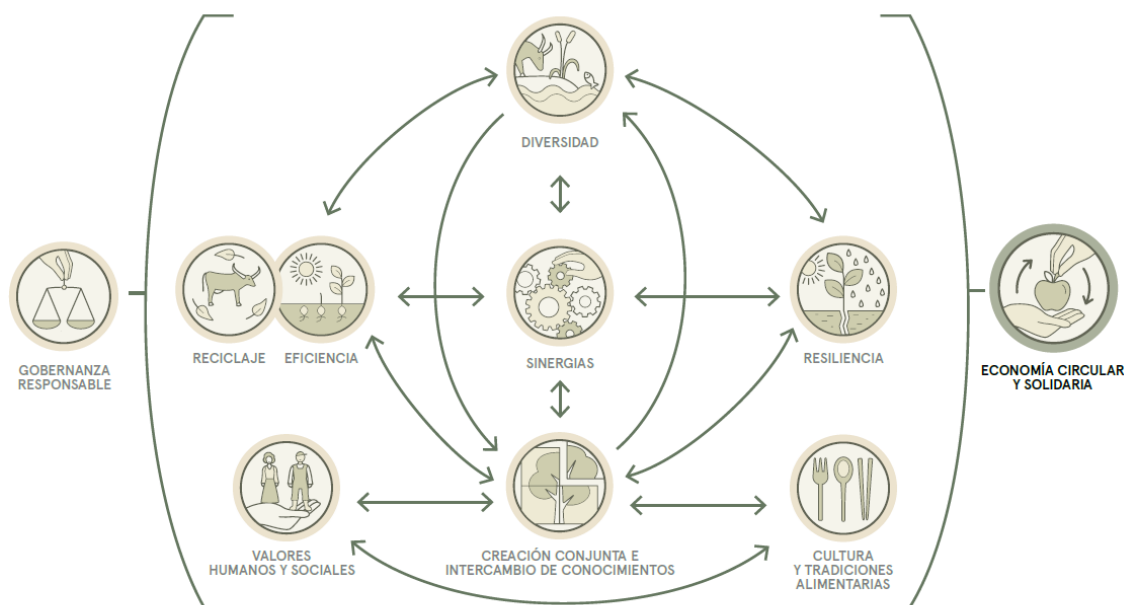 DIVERSIDAD
GOBERNANZA
RESPONSABLE
RECICLAJE
EFICIENCIA
SINERGIAS
RESILIENCIA
ECONOMÍA CIRCULAR
Y SOLIDARIA
VALORES
HUMANOS Y SOCIALES
CREACIÓN CONJUNTA E
INTERCAMBIO DE CONOCIMIENTOS
CULTURA
Y TRADICIONES
ALIMENTARIAS